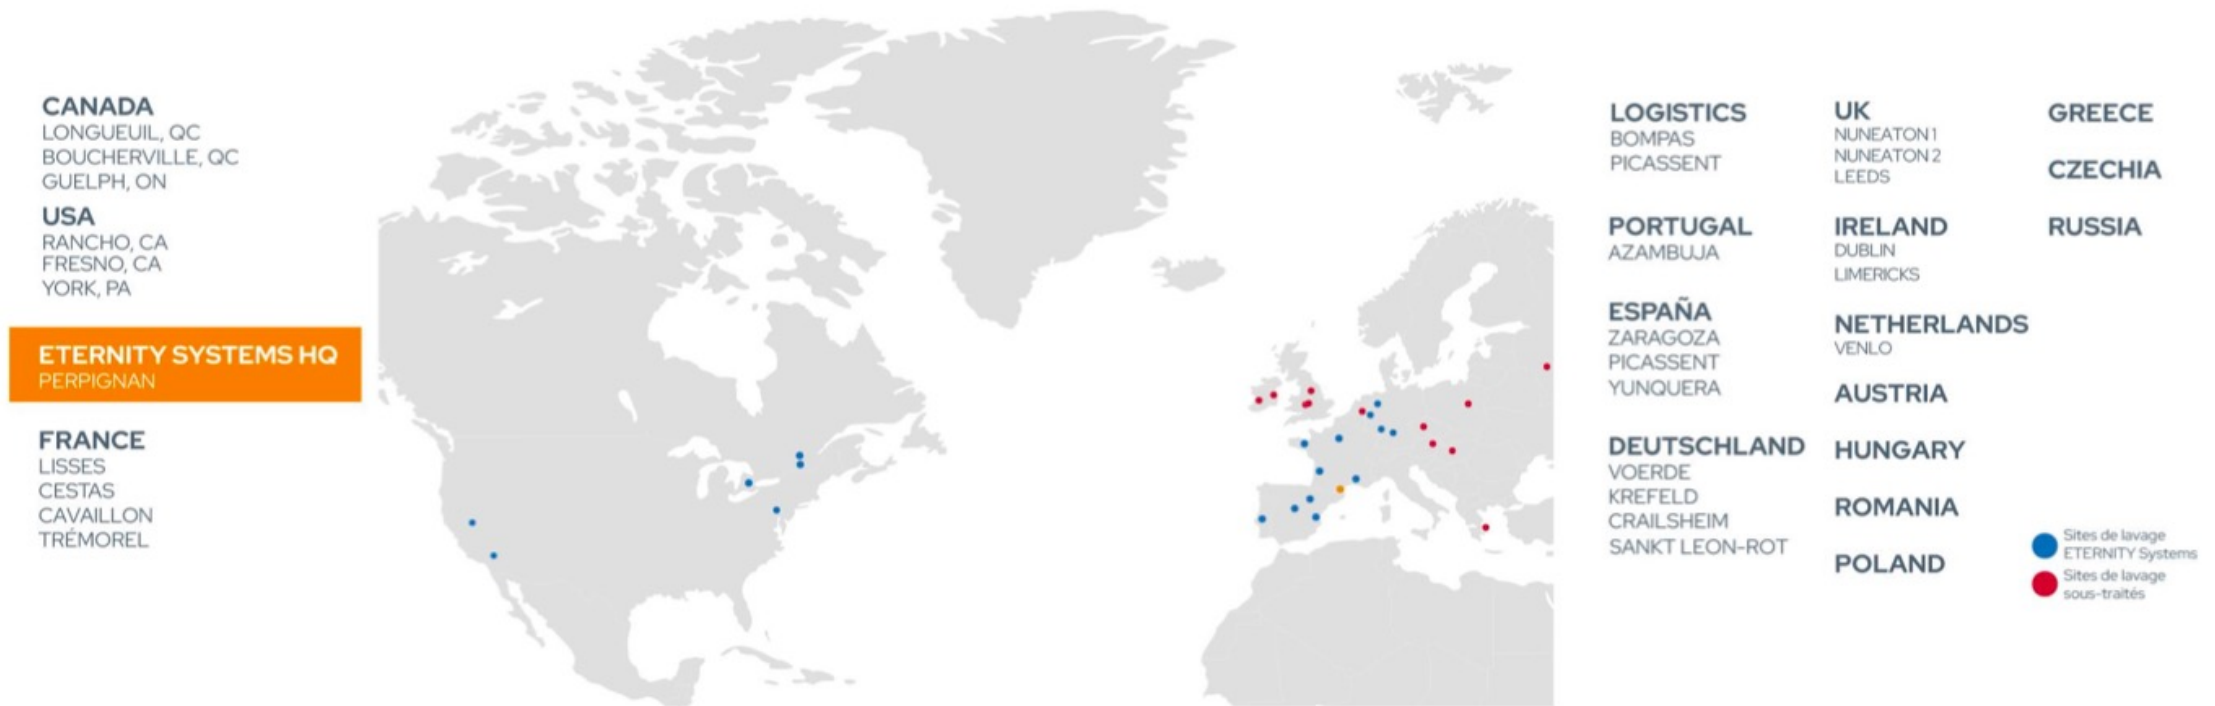 CANADA
LONGUEUIL, QC
BOUCHERVILLE, QC
GUELPH, ON
USA
RANCHO, CA
FRESNO, CA
YORK, PA
ETERNITY SYSTEMS HQ
PERPIGNAN
FRANCE
LISSES
CESTAS
CAVAILLON
TRÉMOREL
LOGISTICS
BOMPAS
PICASSENT
PORTUGAL
AZAMBUJA
ESPAÑA
ZARAGOZA
PICASSENT
YUNQUERA
DEUTSCHLAND
VOERDE
KREFELD
CRAILSHEIM
SANKT LEON-ROT
UK
NUNEATON 1
NUNEATON 2
LEEDS
IRELAND
DUBLIN
LIMERICKS
NETHERLANDS
VENLO
AUSTRIA
HUNGARY
ROMANIA
POLAND
GREECE
CZECHIA
RUSSIA
Sites de lavage
ETERNITY Systems
Sites de lavage
sous-traités